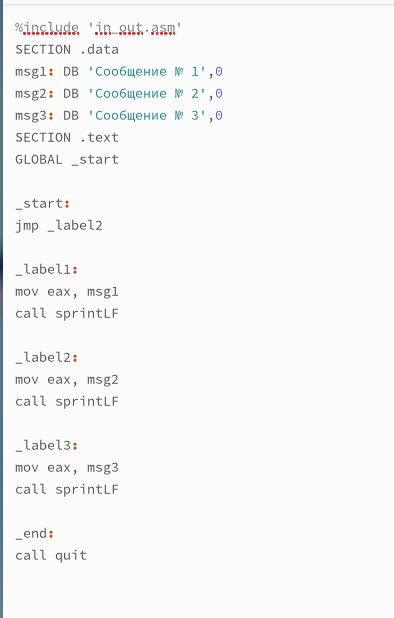 %include 'in_out.asm'
SECTION .data
msg1: DB 'Сообщение № 1',0
msg2: DB 'Сообщение № 2',0
msg3: DB 'Сообщение № 3',0
SECTION .text
GLOBAL _start
_start:
jmp _label2
_label1:
mov eax, msg1
call sprintLF
_label2:
mov eax, msg2
call sprintLF
_label3:
mov eax, msg3
call sprintLF
_end:
call quit